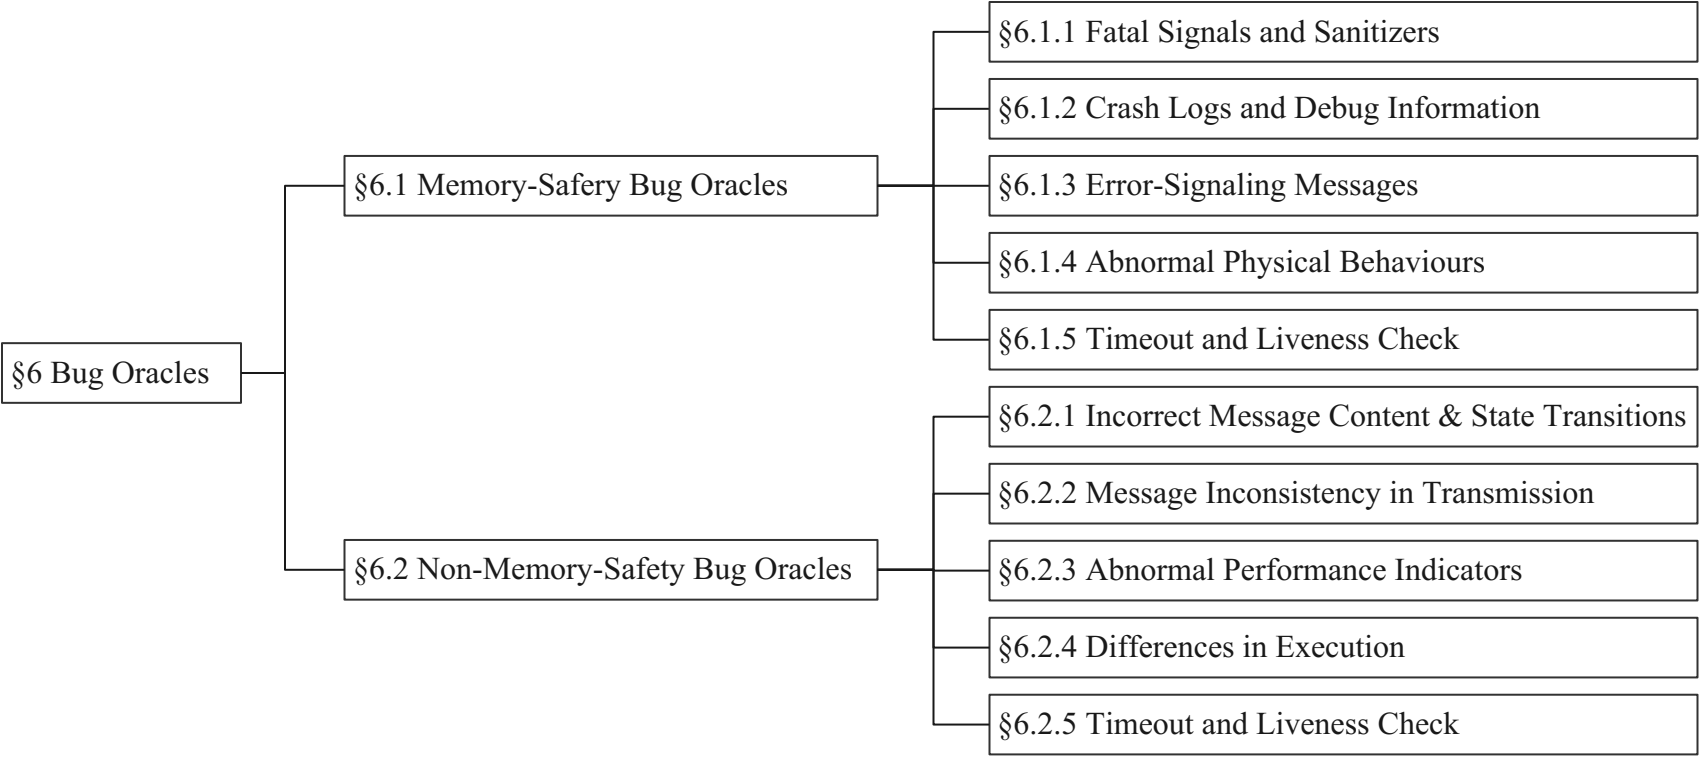 §6 Bug Oracles
§6.1 Memory-Safery Bug Oracles
§6.1.1 Fatal Signals and Sanitizers
§6.1.2 Crash Logs and Debug Information
§6.1.3 Error-Signaling Messages
§6.1.4 Abnormal Physical Behaviours
§6.1.5 Timeout and Liveness Check
§6.2 Non-Memory-Safety Bug Oracles
§6.2.1 Incorrect Message Content & State Transitions
§6.2.2 Message Inconsistency in Transmission
§6.2.3 Abnormal Performance Indicators
§6.2.4 Differences in Execution
§6.2.5 Timeout and Liveness Check